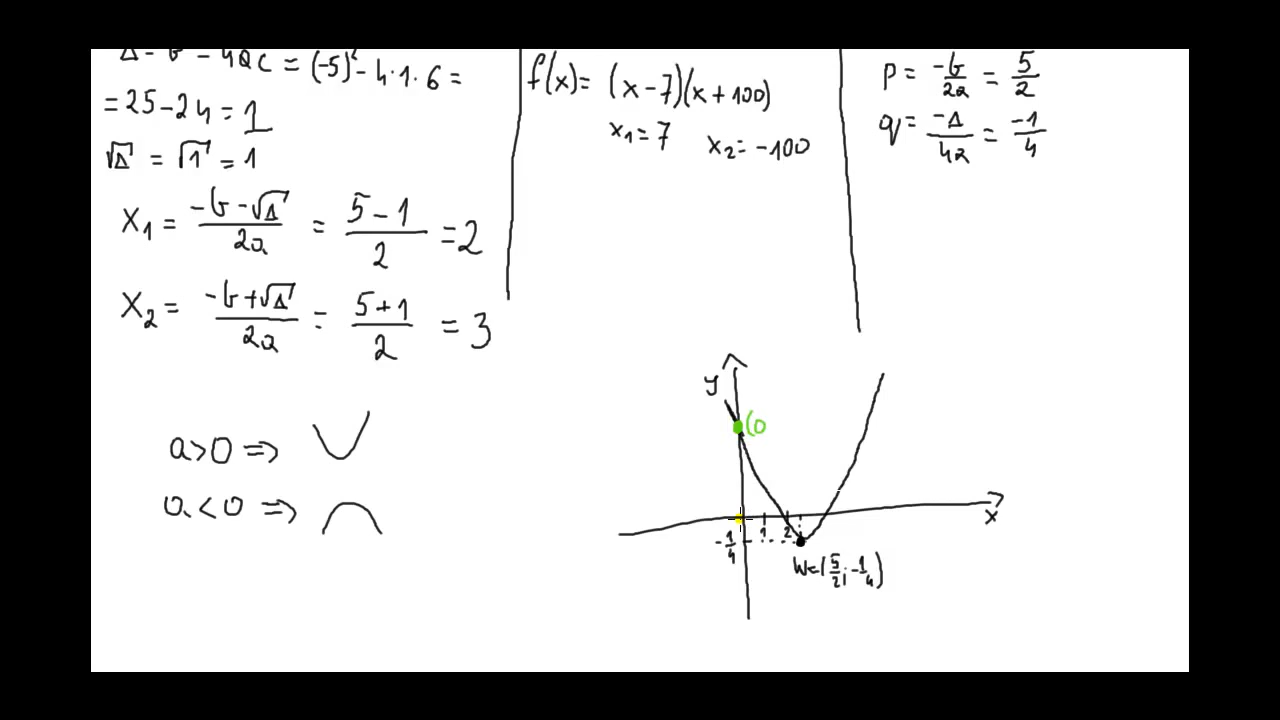 Δ = b² - 4ac = (-5)² - 4·1·6 =
= 25 - 24 = 1
√Δ = √1 = 1
x₁ = (-b-√Δ)/2a = (5-1)/2 = 2
x₂ = (-b+√Δ)/2a = (5+1)/2 = 3
a>0 ⇒
a<0 ⇒
f(x) = (x-7)(x+100)
x₁ = 7 x₂ = -100
p = -b/2a = 5/2
q = -Δ/4a = -1/4
y
(0
1 2
x
-1/4
W=(5/2; -1/4)